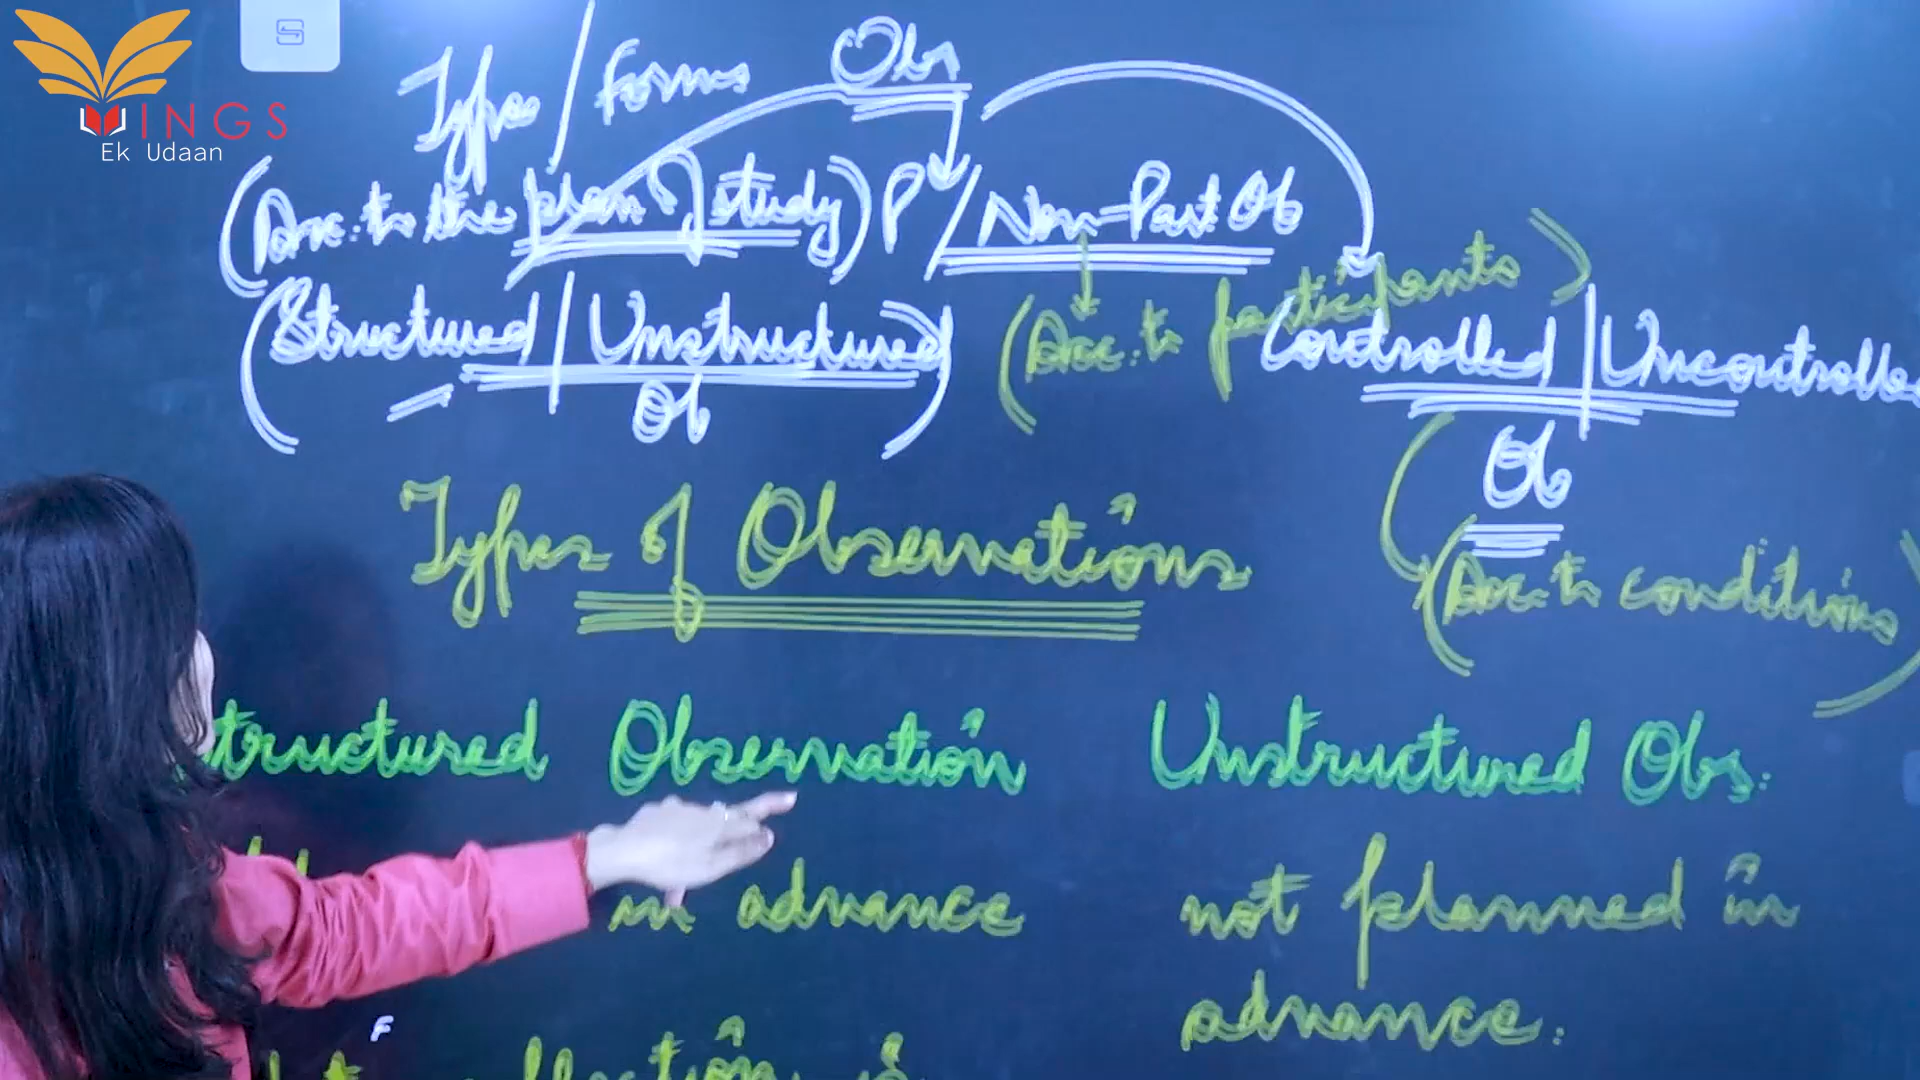 WINGS
Ek Udaan
Types / Forms Obs
(Acc. to the plan of study) P / Non-Part Ob
(Structured / Unstructured) Ob
(Acc. to participants)
Controlled | Uncontrolled
Ob
(Acc. to conditions
Types of Observations
tructured Observation
Unstructured Obs.
in advance
not planned in
advance.